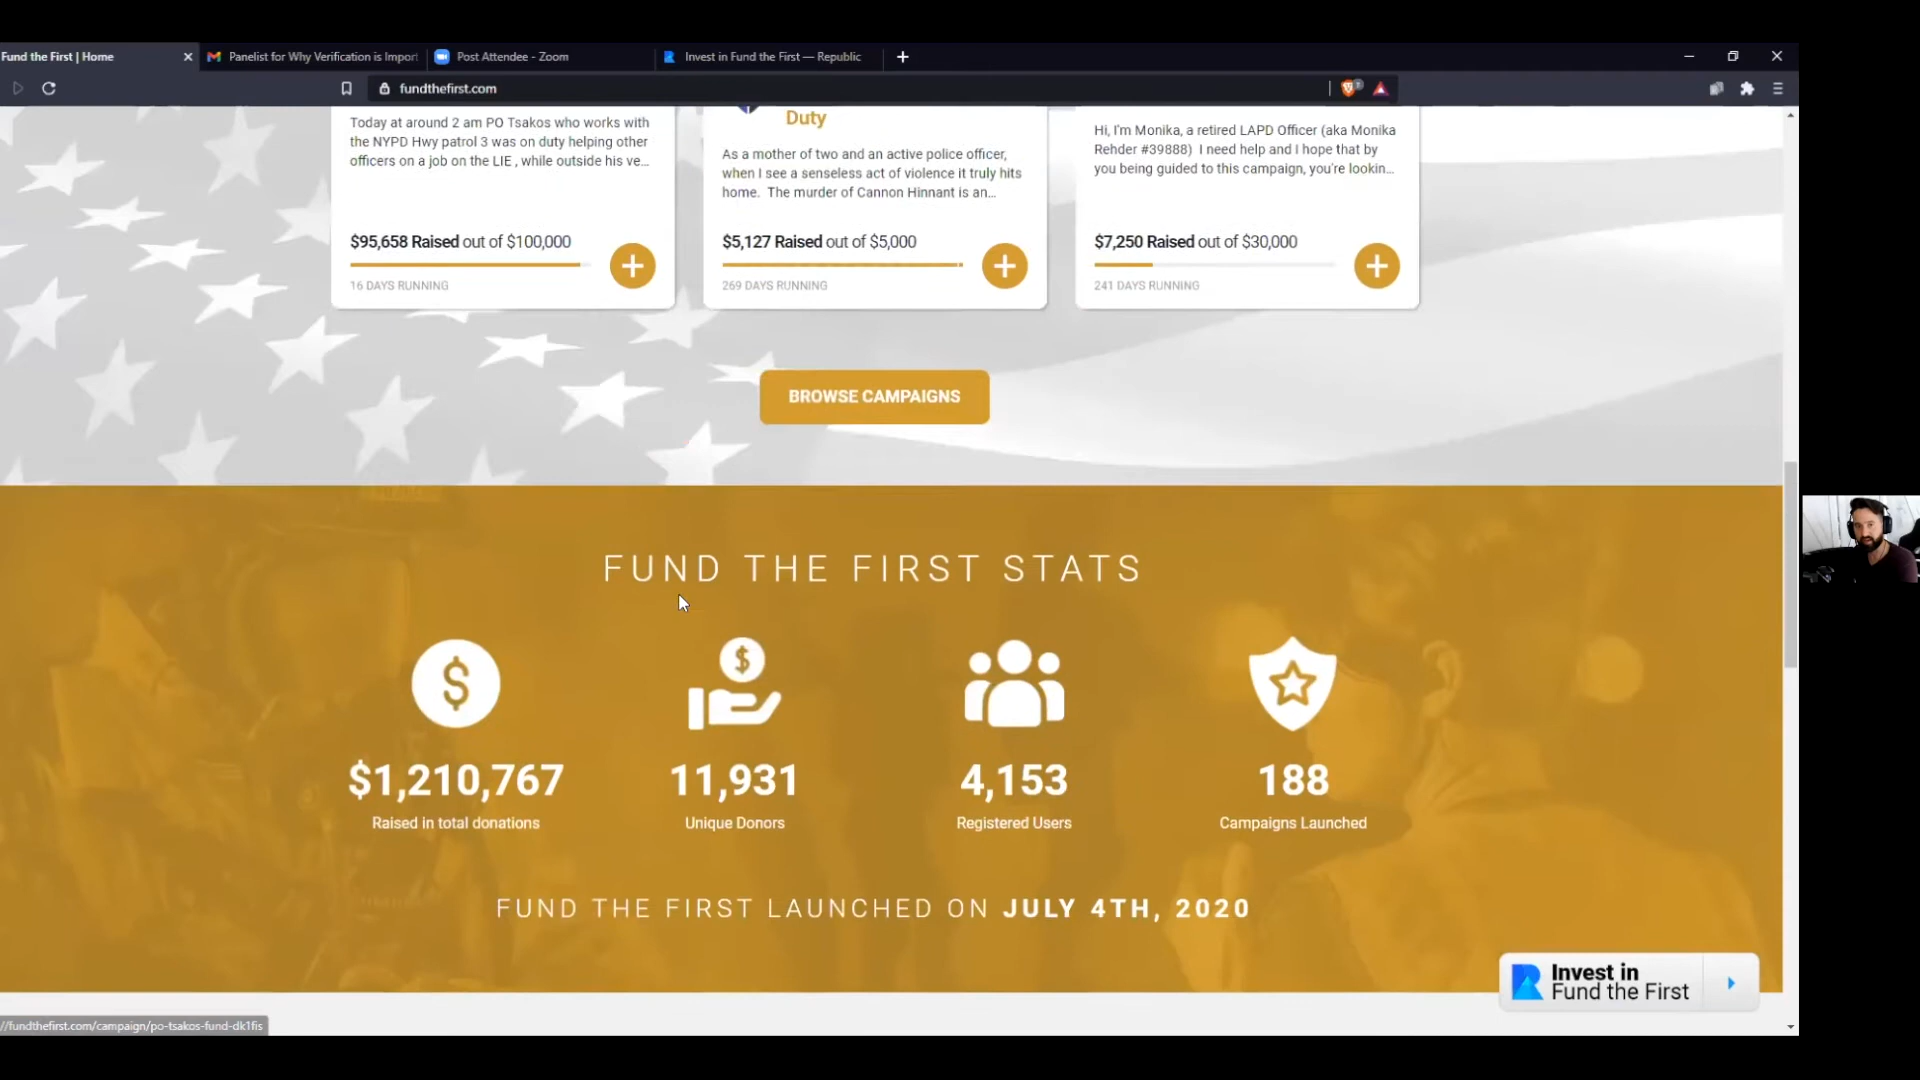 Fund the First | Home
Panelist for Why Verification is Impor
Post Attendee - Zoom
Invest in Fund the First — Republic
fundthefirst.com
Today at around 2 am PO Tsakos who works with
the NYPD Hwy patrol 3 was on duty helping other
officers on a job on the LIE , while outside his ve...
$95,658 Raised out of $100,000
16 DAYS RUNNING
Duty
As a mother of two and an active police officer,
when I see a senseless act of violence it truly hits
home. The murder of Cannon Hinnant is an...
$5,127 Raised out of $5,000
269 DAYS RUNNING
Hi, I'm Monika, a retired LAPD Officer (aka Monika
Rehder #39888) I need help and I hope that by
you being guided to this campaign, you're lookin...
$7,250 Raised out of $30,000
241 DAYS RUNNING
BROWSE CAMPAIGNS
FUND THE FIRST STATS
$1,210,767
Raised in total donations
11,931
Unique Donors
4,153
Registered Users
188
Campaigns Launched
FUND THE FIRST LAUNCHED ON JULY 4TH, 2020
Invest in
Fund the First
//fundthefirst.com/campaign/po-tsakos-fund-dk1fis